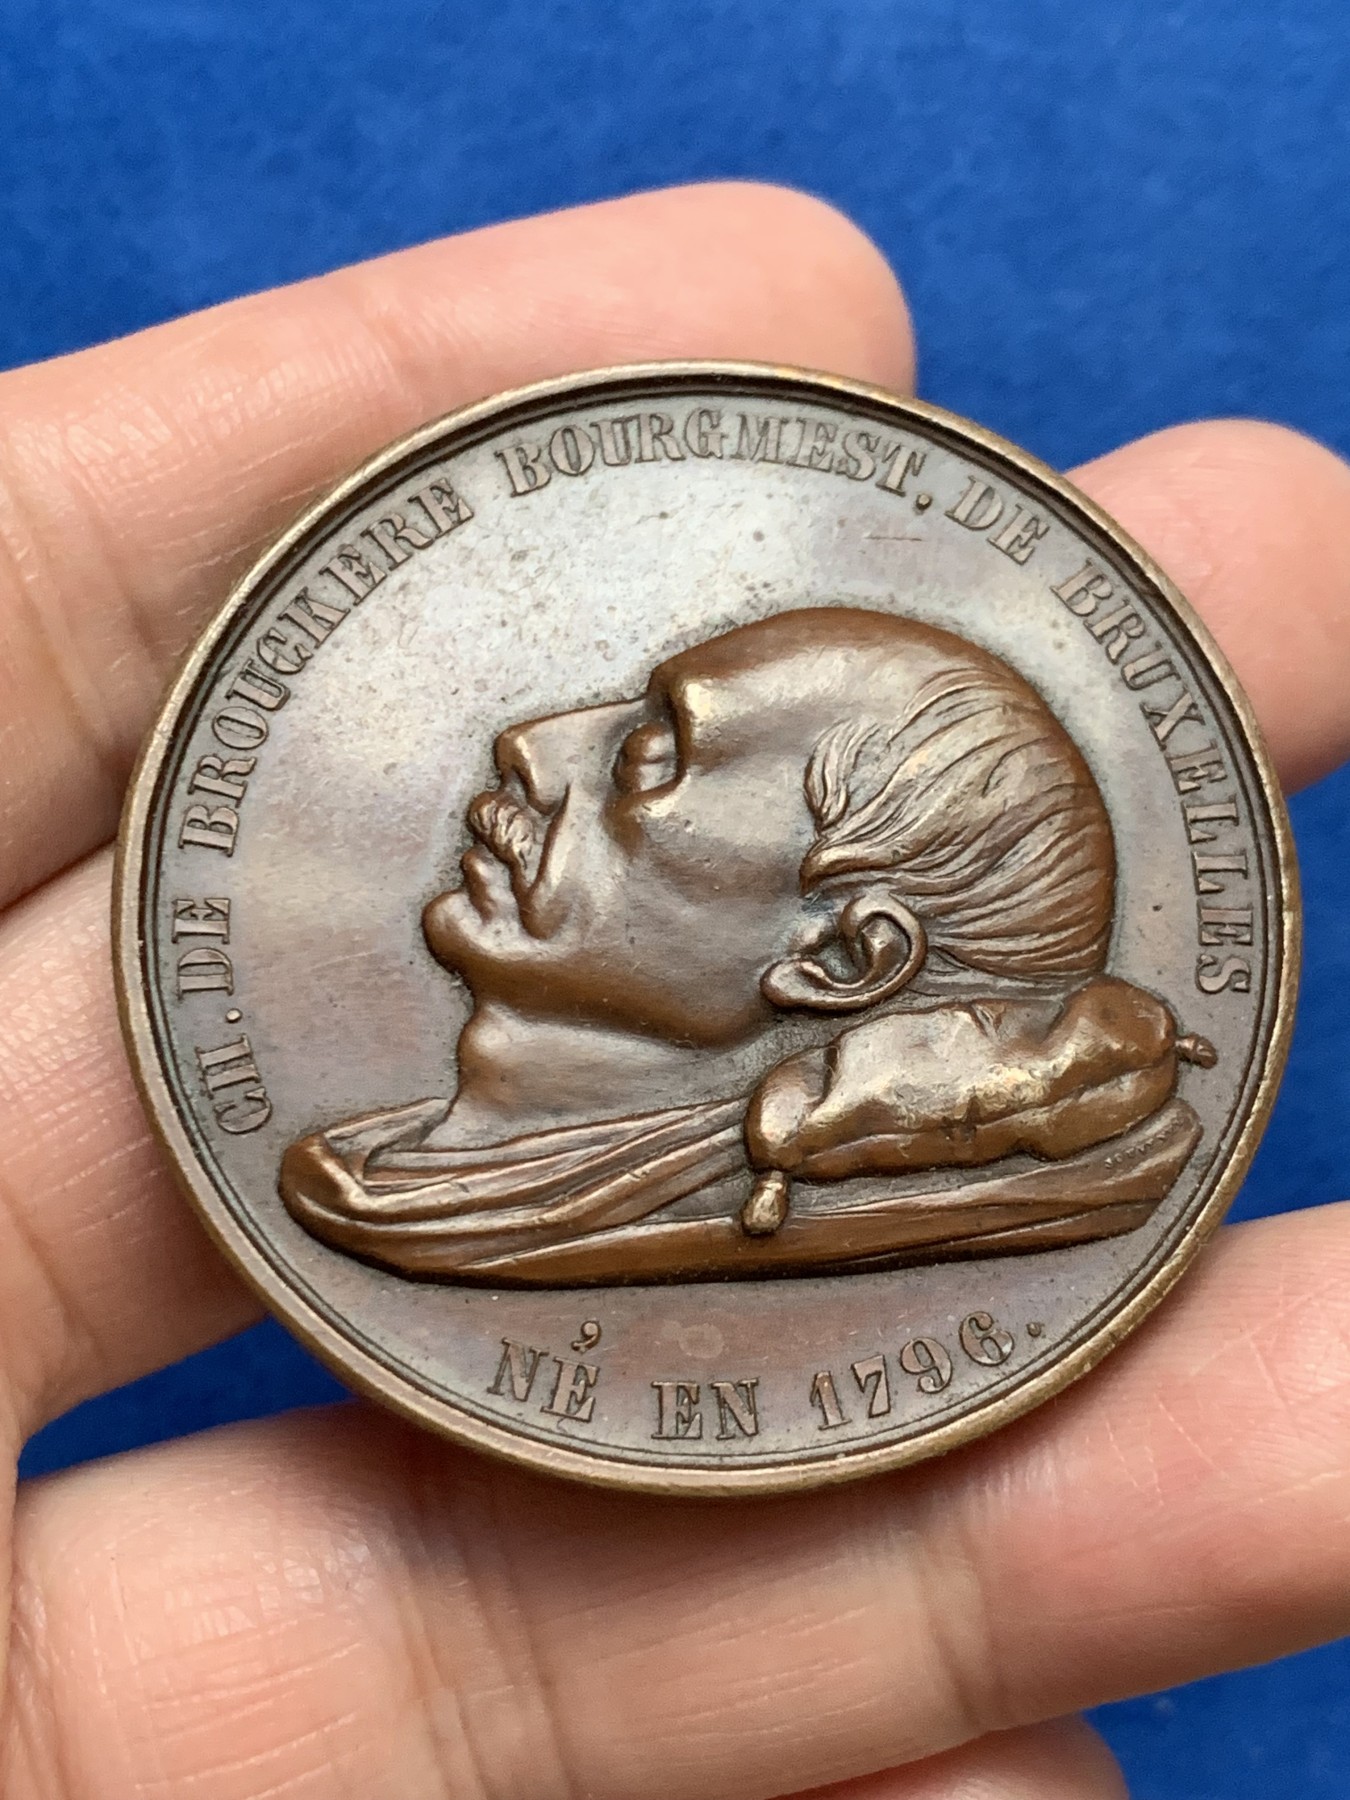 CH. DE BROUCKERE BOURGMEST. DE BRUXELLES
NÉ EN 1796.